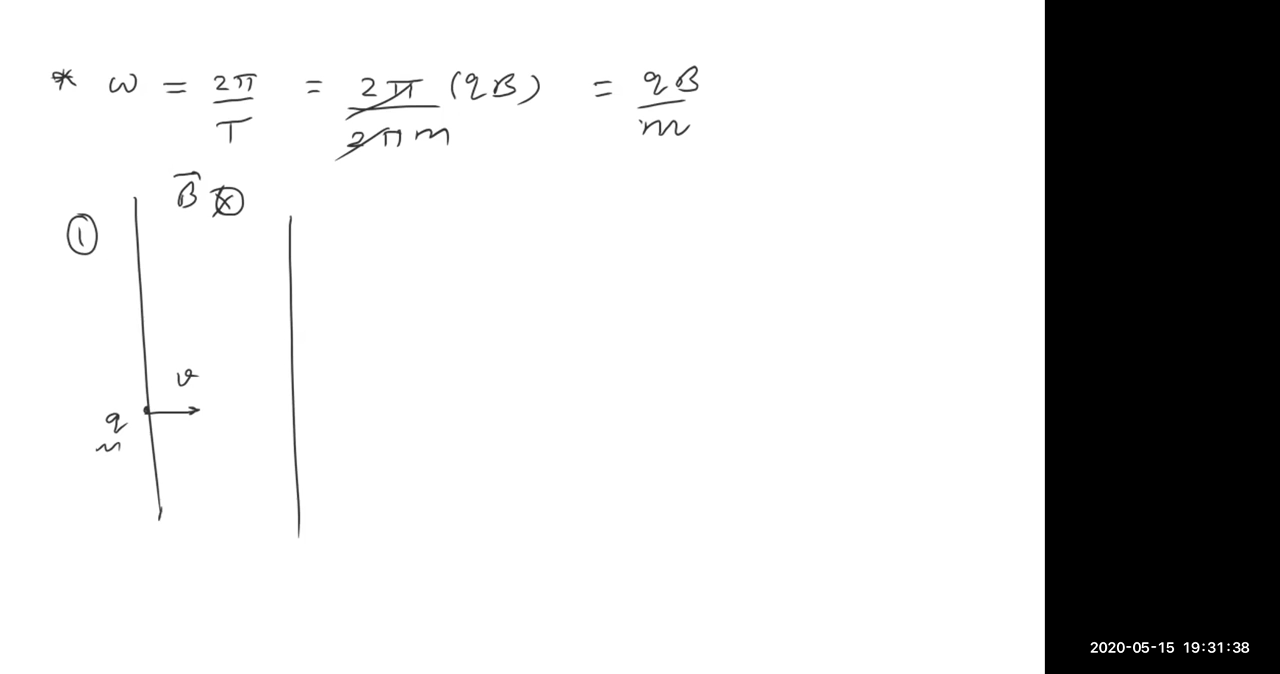 * ω = 2π/T = 2π/2πm (qB) = qB/m
B⃗ ⊗
①
v
q
m
2020-05-15 19:31:38